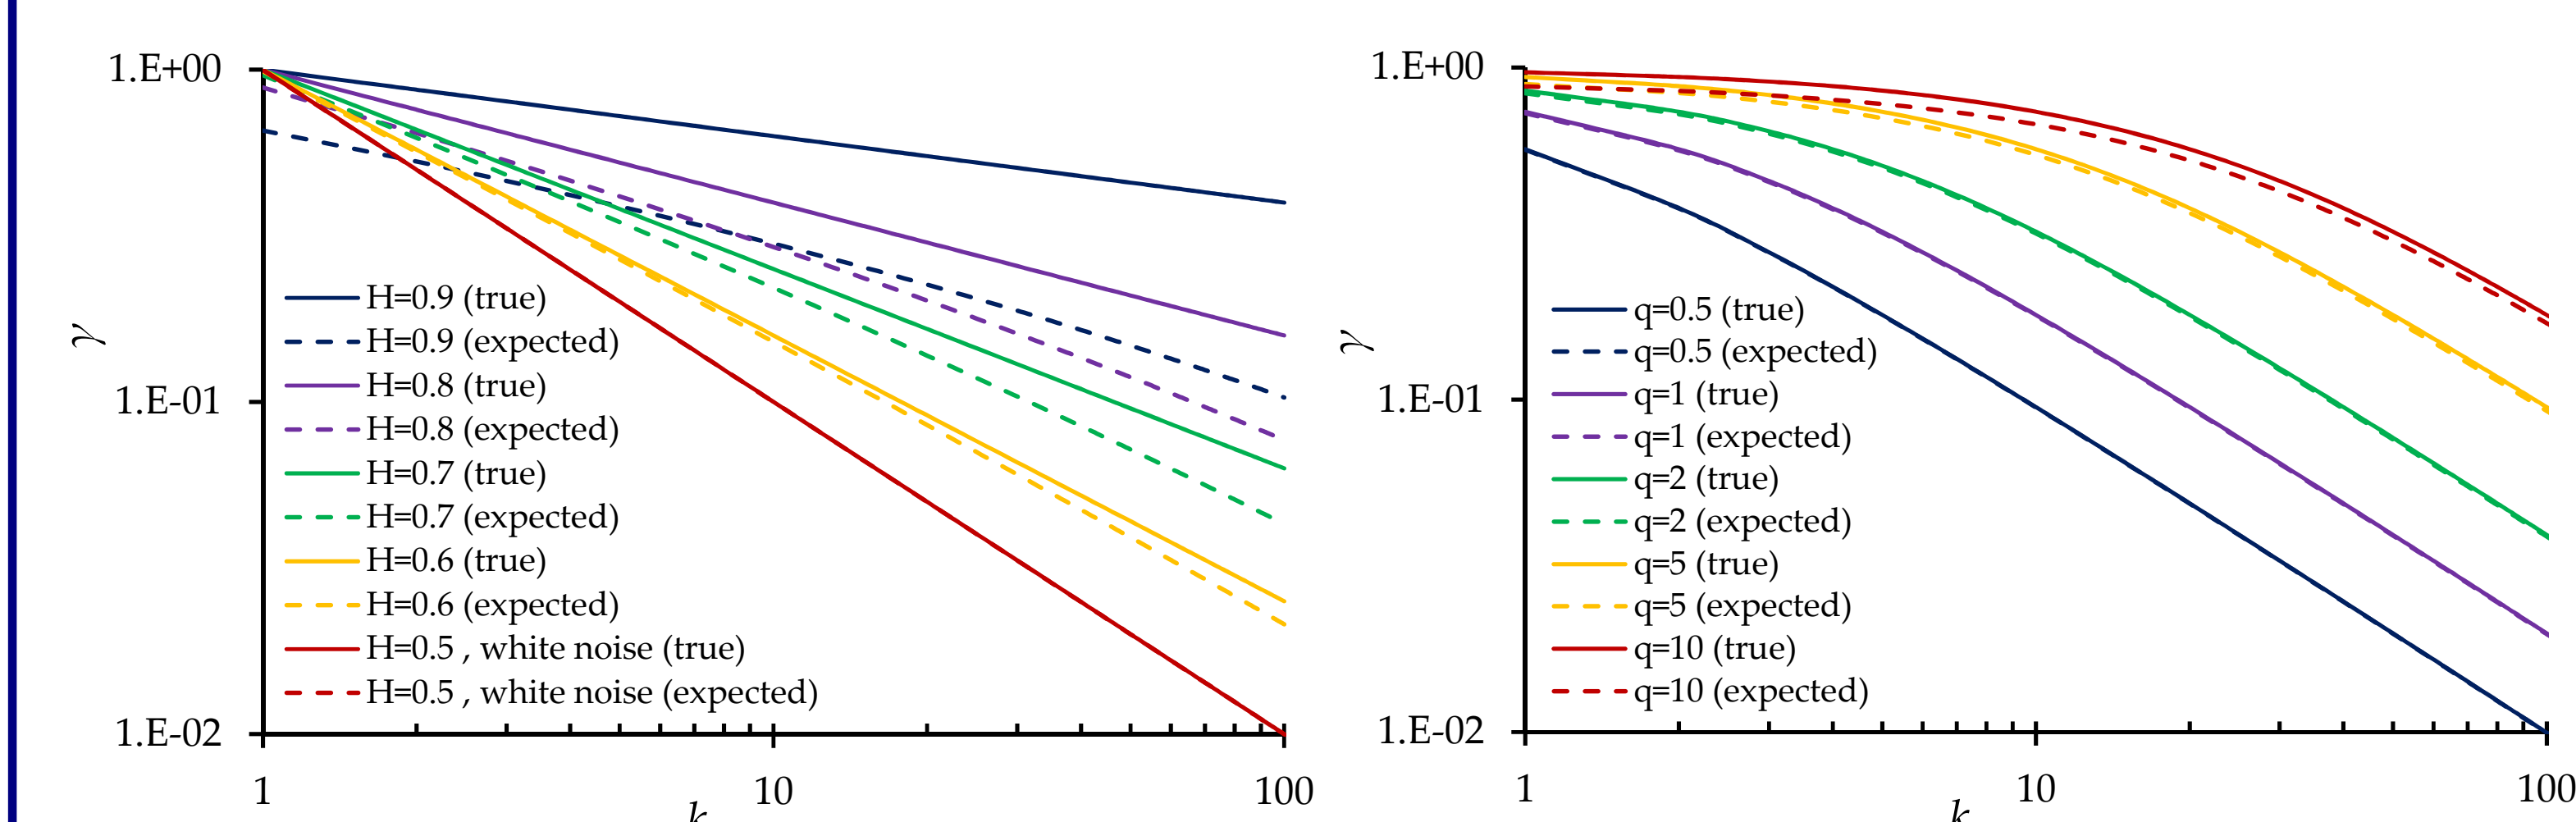 1.E+00
1.E-01
1.E-02
γ
H=0.9 (true)
H=0.9 (expected)
H=0.8 (true)
H=0.8 (expected)
H=0.7 (true)
H=0.7 (expected)
H=0.6 (true)
H=0.6 (expected)
H=0.5 , white noise (true)
H=0.5 , white noise (expected)
1 10 100
k
1.E+00
1.E-01
1.E-02
γ
q=0.5 (true)
q=0.5 (expected)
q=1 (true)
q=1 (expected)
q=2 (true)
q=2 (expected)
q=5 (true)
q=5 (expected)
q=10 (true)
q=10 (expected)
1 10 100
k